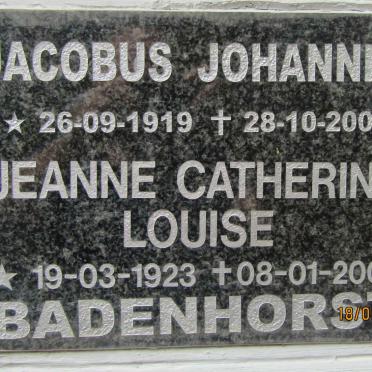 JACOBUS JOHANNE
★ 26-09-1919 † 28-10-200
JEANNE CATHERIN
LOUISE
★ 19-03-1923 † 08-01-200
BADENHORST
18/0